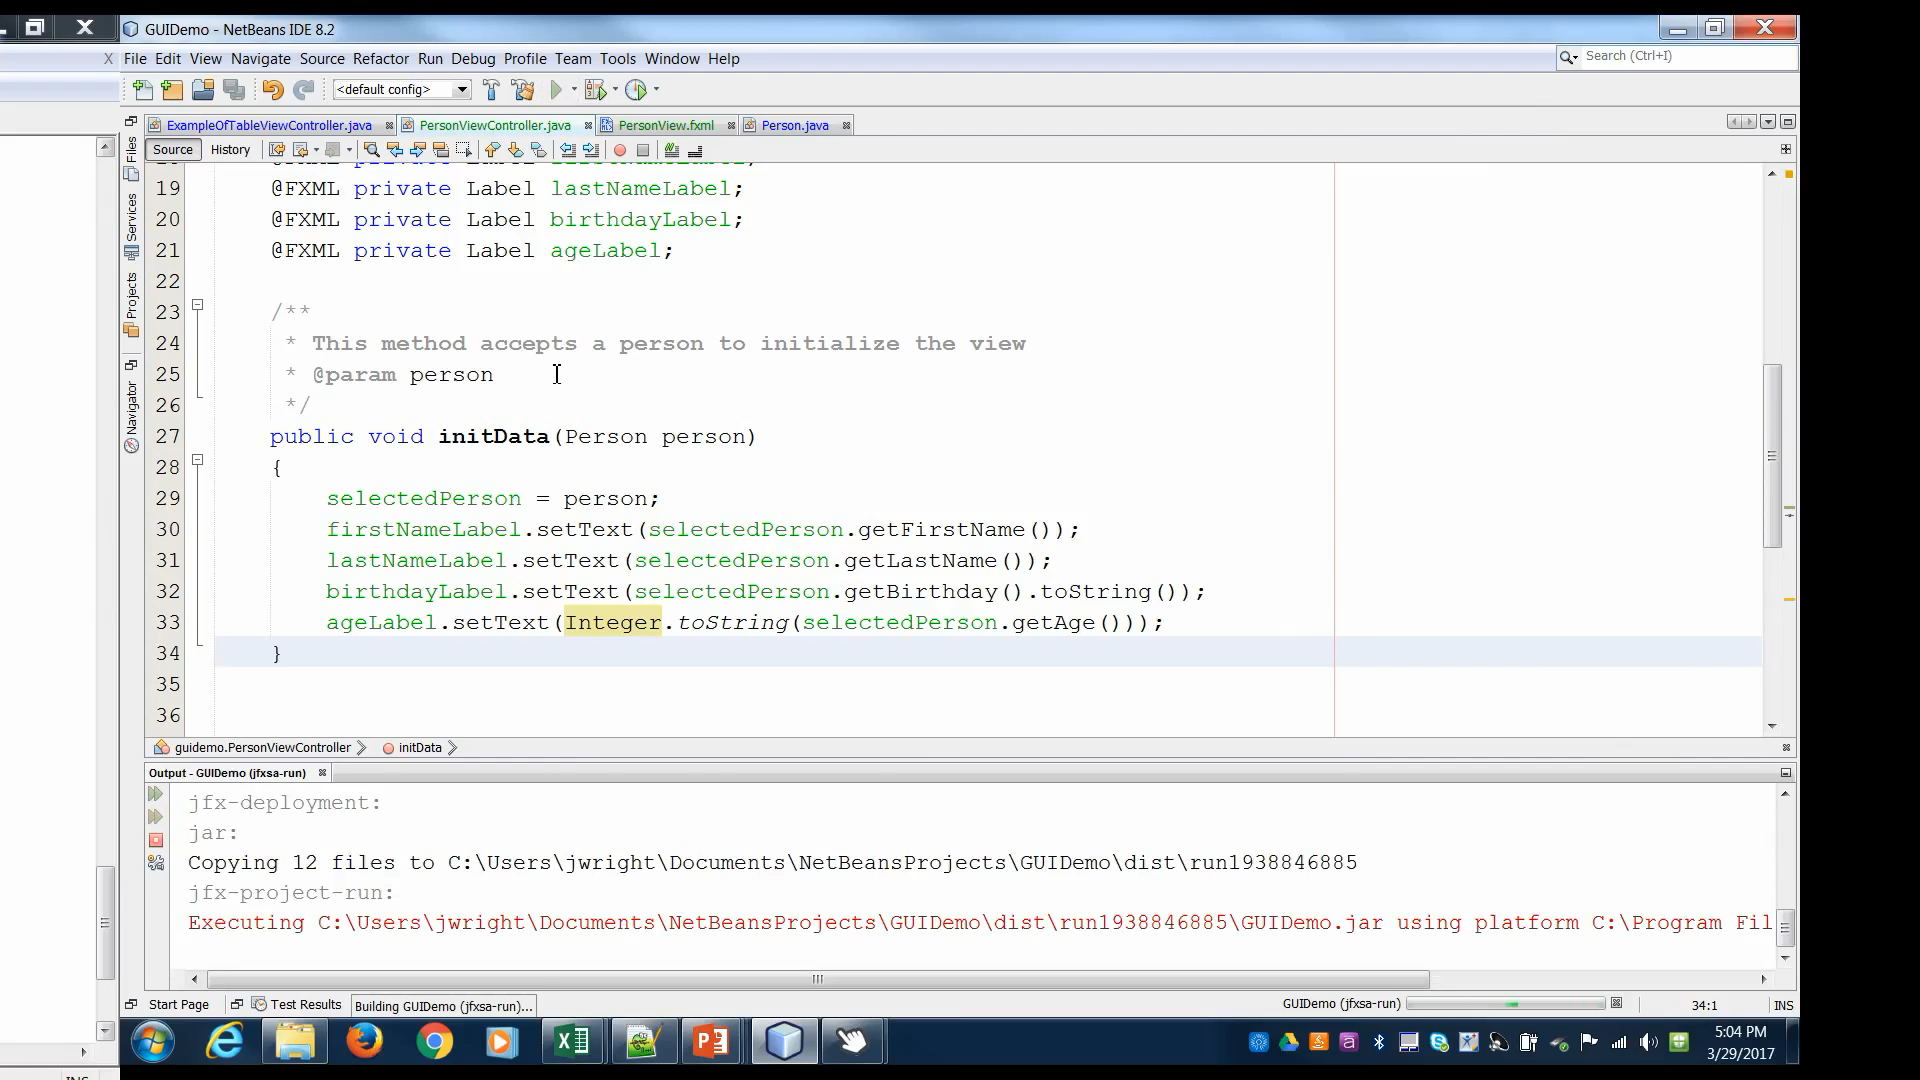 GUIDemo - NetBeans IDE 8.2
X File Edit View Navigate Source Refactor Run Debug Profile Team Tools Window Help
Search (Ctrl+I)
<default config>
ExampleOfTableViewController.java PersonViewController.java PersonView.fxml Person.java
Source History
Files
Services
Projects
Navigator
19 @FXML private Label lastNameLabel;
20 @FXML private Label birthdayLabel;
21 @FXML private Label ageLabel;
22
23 /**
24 * This method accepts a person to initialize the view
25 * @param person
26 */
27 public void initData(Person person)
28 {
29 selectedPerson = person;
30 firstNameLabel.setText(selectedPerson.getFirstName());
31 lastNameLabel.setText(selectedPerson.getLastName());
32 birthdayLabel.setText(selectedPerson.getBirthday().toString());
33 ageLabel.setText(Integer.toString(selectedPerson.getAge()));
34 }
35
36
guidemo.PersonViewController initData
Output - GUIDemo (jfxsa-run)
jfx-deployment:
jar:
Copying 12 files to C:\Users\jwright\Documents\NetBeansProjects\GUIDemo\dist\run1938846885
jfx-project-run:
Executing C:\Users\jwright\Documents\NetBeansProjects\GUIDemo\dist\run1938846885\GUIDemo.jar using platform C:\Program Fil
Start Page Test Results Building GUIDemo (jfxsa-run)... GUIDemo (jfxsa-run) 34:1 INS
5:04 PM
3/29/2017